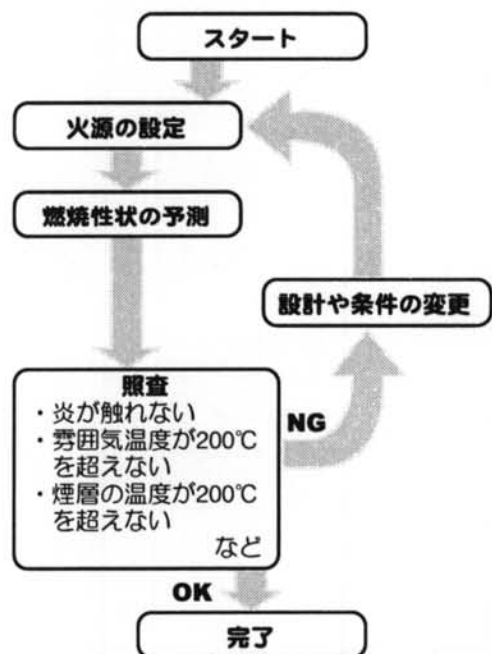 スタート
火源の設定
燃焼性状の予測
設計や条件の変更
照査
・炎が触れない
・雰囲気温度が200℃
を超えない
・煙層の温度が200℃
を超えない
など
NG
OK
完了